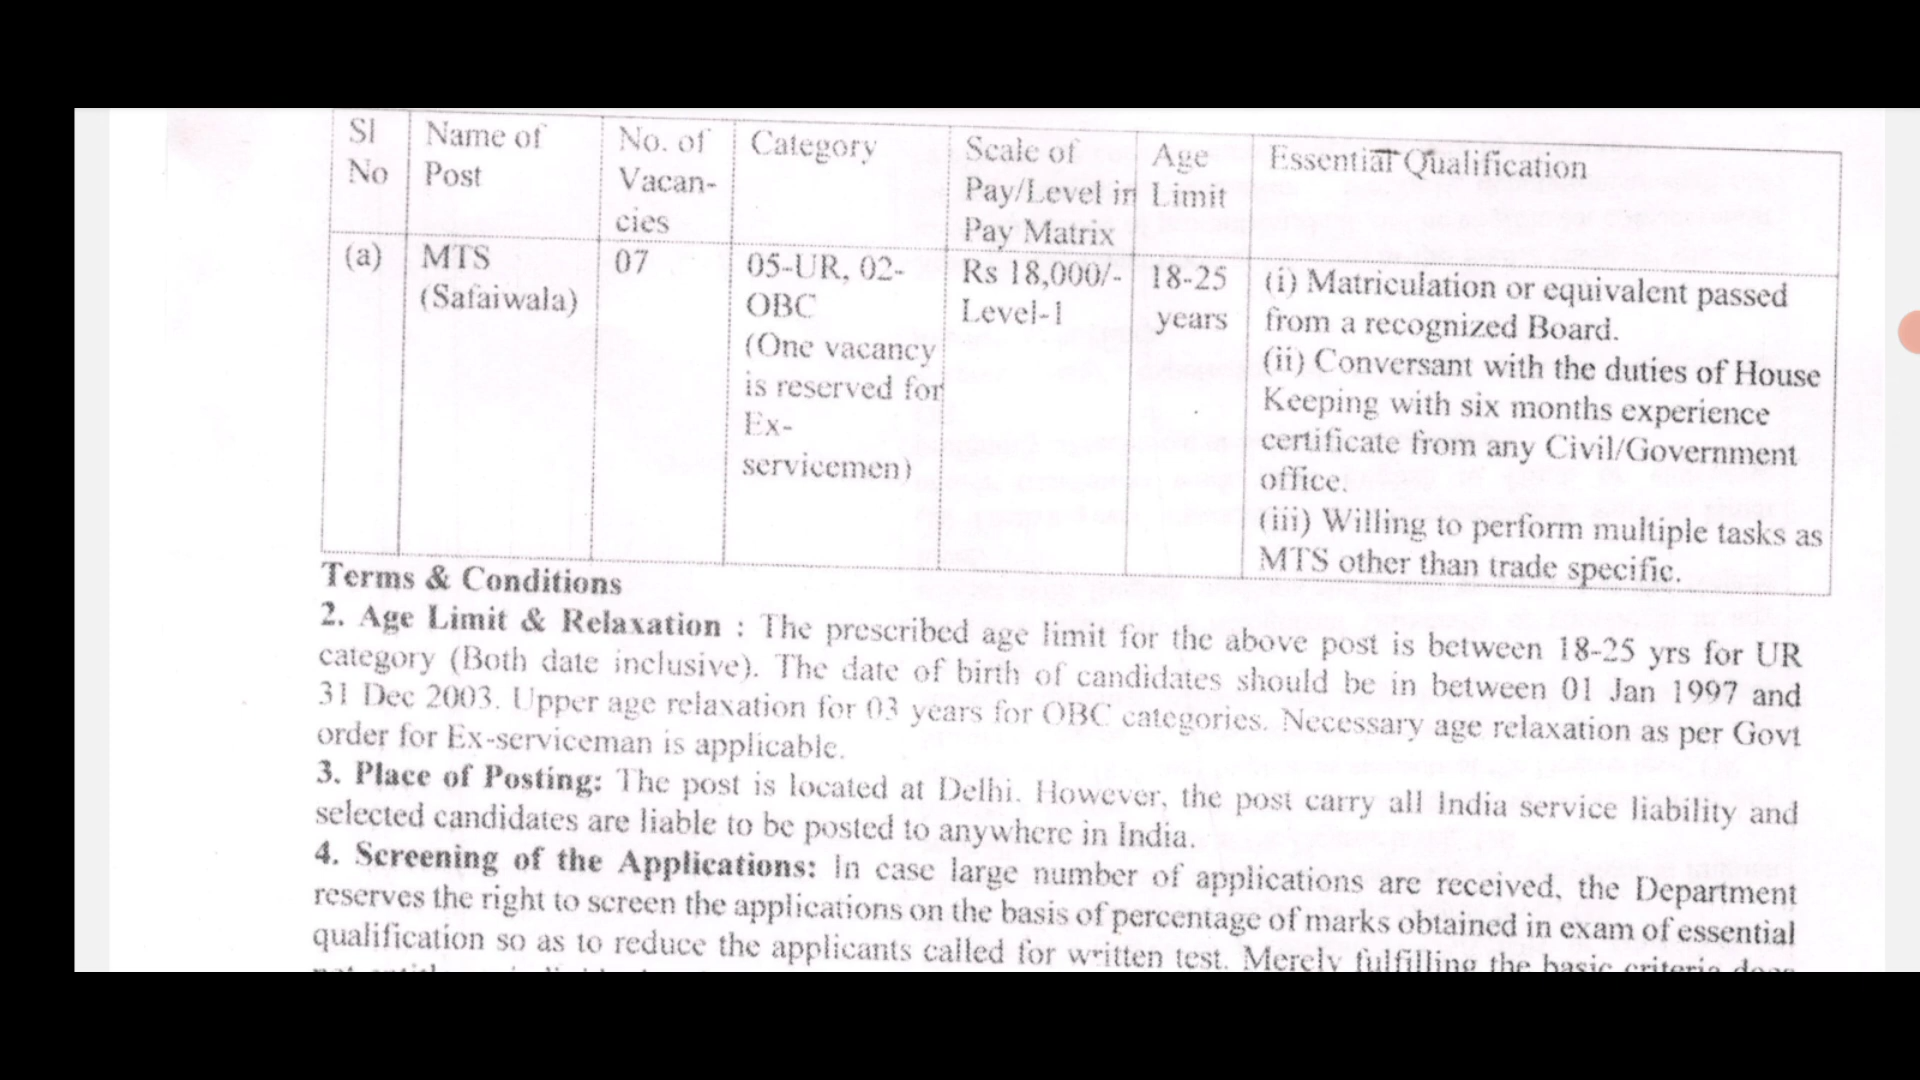 Sl No
Name of Post
No. of Vacan-cies
Category
Scale of Pay/Level in Pay Matrix
Age Limit
Essential Qualification
(a)
MTS
(Safaiwala)
07
05-UR, 02-
OBC
(One vacancy
is reserved for
Ex-
servicemen)
Rs 18,000/-
Level-1
18-25
years
(i) Matriculation or equivalent passed
from a recognized Board.
(ii) Conversant with the duties of House
Keeping with six months experience
certificate from any Civil/Government
office.
(iii) Willing to perform multiple tasks as
MTS other than trade specific.
Terms & Conditions
2. Age Limit & Relaxation : The prescribed age limit for the above post is between 18-25 yrs for UR
category (Both date inclusive). The date of birth of candidates should be in between 01 Jan 1997 and
31 Dec 2003. Upper age relaxation for 03 years for OBC categories. Necessary age relaxation as per Govt
order for Ex-serviceman is applicable.
3. Place of Posting: The post is located at Delhi. However, the post carry all India service liability and
selected candidates are liable to be posted to anywhere in India.
4. Screening of the Applications: In case large number of applications are received, the Department
reserves the right to screen the applications on the basis of percentage of marks obtained in exam of essential
qualification so as to reduce the applicants called for written test. Merely fulfilling the basic criteria does